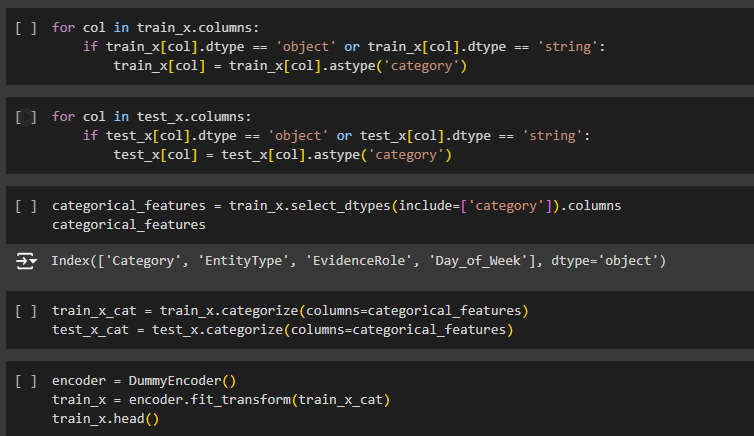 [ ] for col in train_x.columns:
if train_x[col].dtype == 'object' or train_x[col].dtype == 'string':
train_x[col] = train_x[col].astype('category')
[ ] for col in test_x.columns:
if test_x[col].dtype == 'object' or test_x[col].dtype == 'string':
test_x[col] = test_x[col].astype('category')
[ ] categorical_features = train_x.select_dtypes(include=['category']).columns
categorical_features
Index(['Category', 'EntityType', 'EvidenceRole', 'Day_of_Week'], dtype='object')
[ ] train_x_cat = train_x.categorize(columns=categorical_features)
test_x_cat = test_x.categorize(columns=categorical_features)
[ ] encoder = DummyEncoder()
train_x = encoder.fit_transform(train_x_cat)
train_x.head()